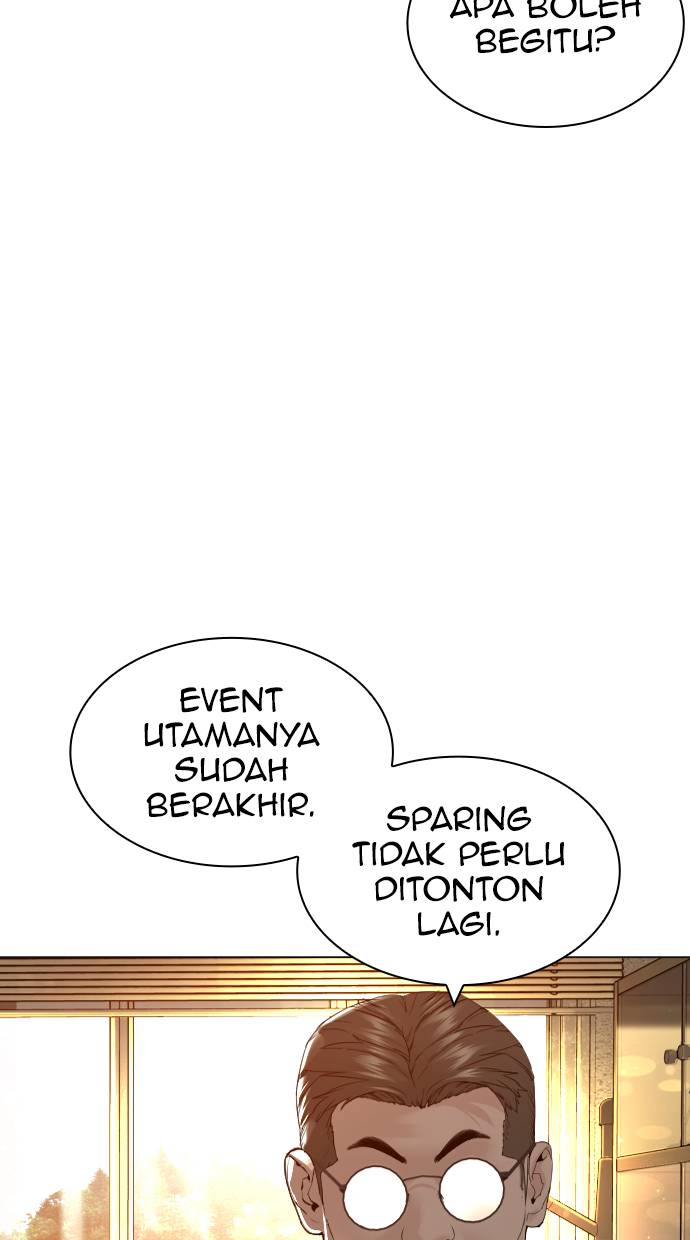 APA BOLEH
BEGITU?
EVENT
UTAMANYA
SUDAH
BERAKHIR.
SPARING
TIDAK PERLU
DITONTON
LAGI.